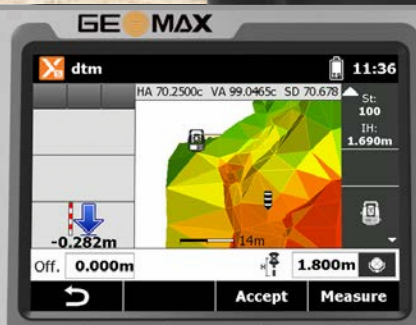 GEOMAX
dtm 11:36
HA 70.2500c VA 99.0465c SD 70.678
St:
100
IH:
1.690m
-0.282m
14m
Off. 0.000m 1.800m
Accept Measure